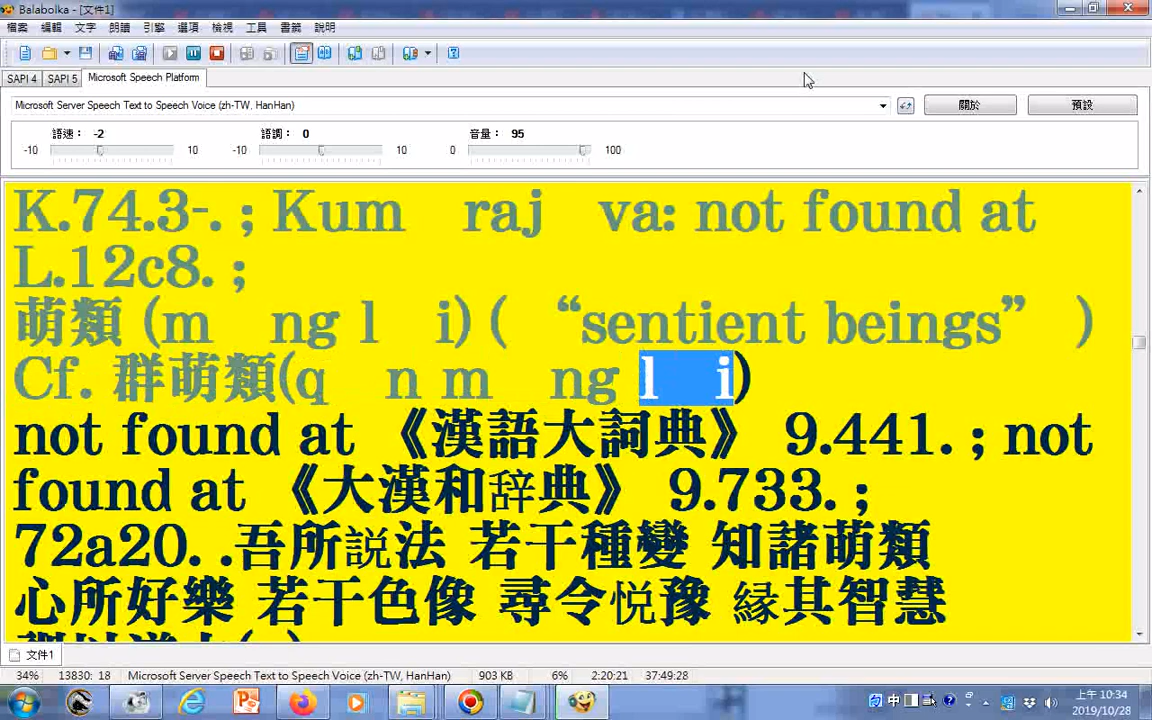 Balabolka - [文件1]
檔案 編輯 文字 朗讀 引擎 選項 檢視 工具 書籤 說明
SAPI 4 SAPI 5 Microsoft Speech Platform
Microsoft Server Speech Text to Speech Voice (zh-TW, HanHan) 關於 預設
語速： -2 語調： 0 音量： 95
-10 10 -10 10 0 100
K.74.3-. ; Kum raj va: not found at
L.12c8. ;
萌類 (m ng l i) ( “sentient beings” )
Cf. 群萌類(q n m ng l i)
not found at 《漢語大詞典》 9.441. ; not
found at 《大漢和辞典》 9.733. ;
72a20. .吾所説法 若干種變 知諸萌類
心所好樂 若干色像 尋令悦豫 縁其智慧
文件1
34% 13830: 18 Microsoft Server Speech Text to Speech Voice (zh-TW, HanHan) 903 KB 6% 2:20:21 37:49:28
中 上午 10:34
2019/10/28